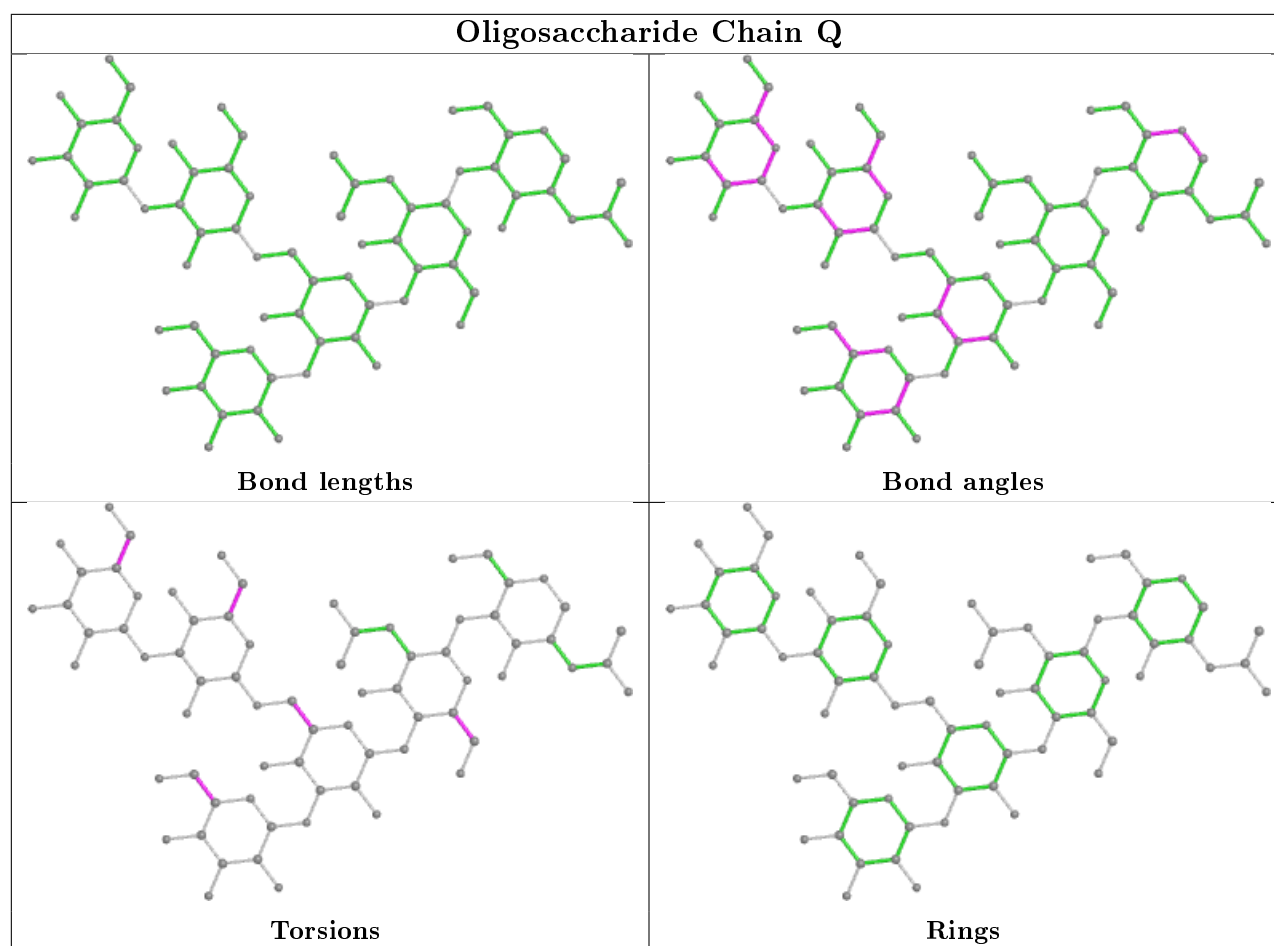 Oligosaccharide Chain Q
Bond lengths
Bond angles
Torsions
Rings